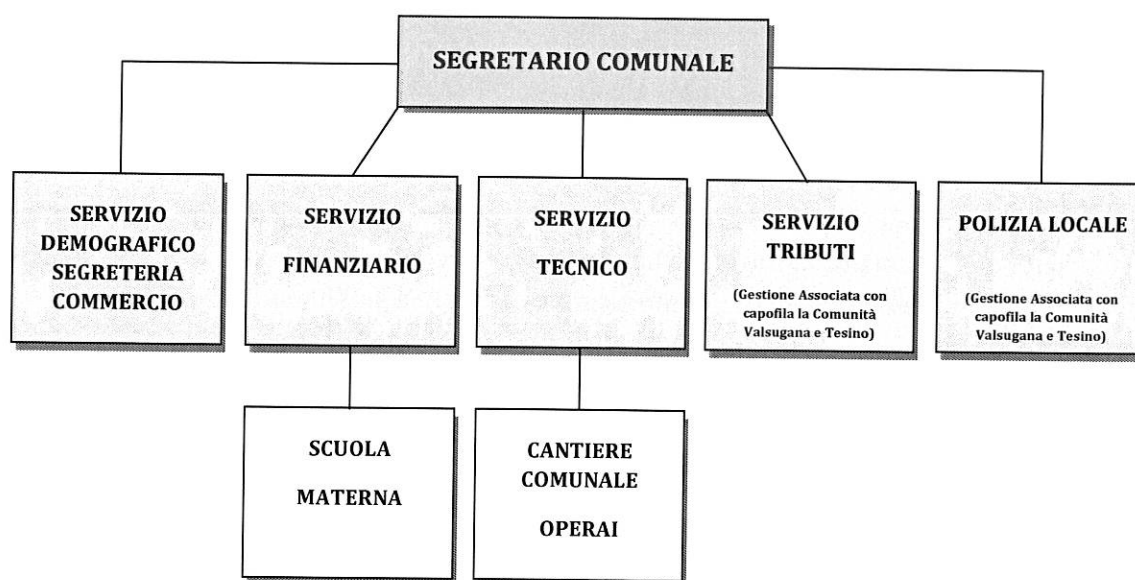 SEGRETARIO COMUNALE
SERVIZIO
DEMOGRAFICO
SEGRETERIA
COMMERCIO
SERVIZIO
FINANZIARIO
SERVIZIO
TECNICO
SERVIZIO
TRIBUTI
(Gestione Associata con
capofila la Comunità
Valsugana e Tesino)
POLIZIA LOCALE
(Gestione Associata con
capofila la Comunità
Valsugana e Tesino)
SCUOLA
MATERNA
CANTIERE
COMUNALE
OPERAI